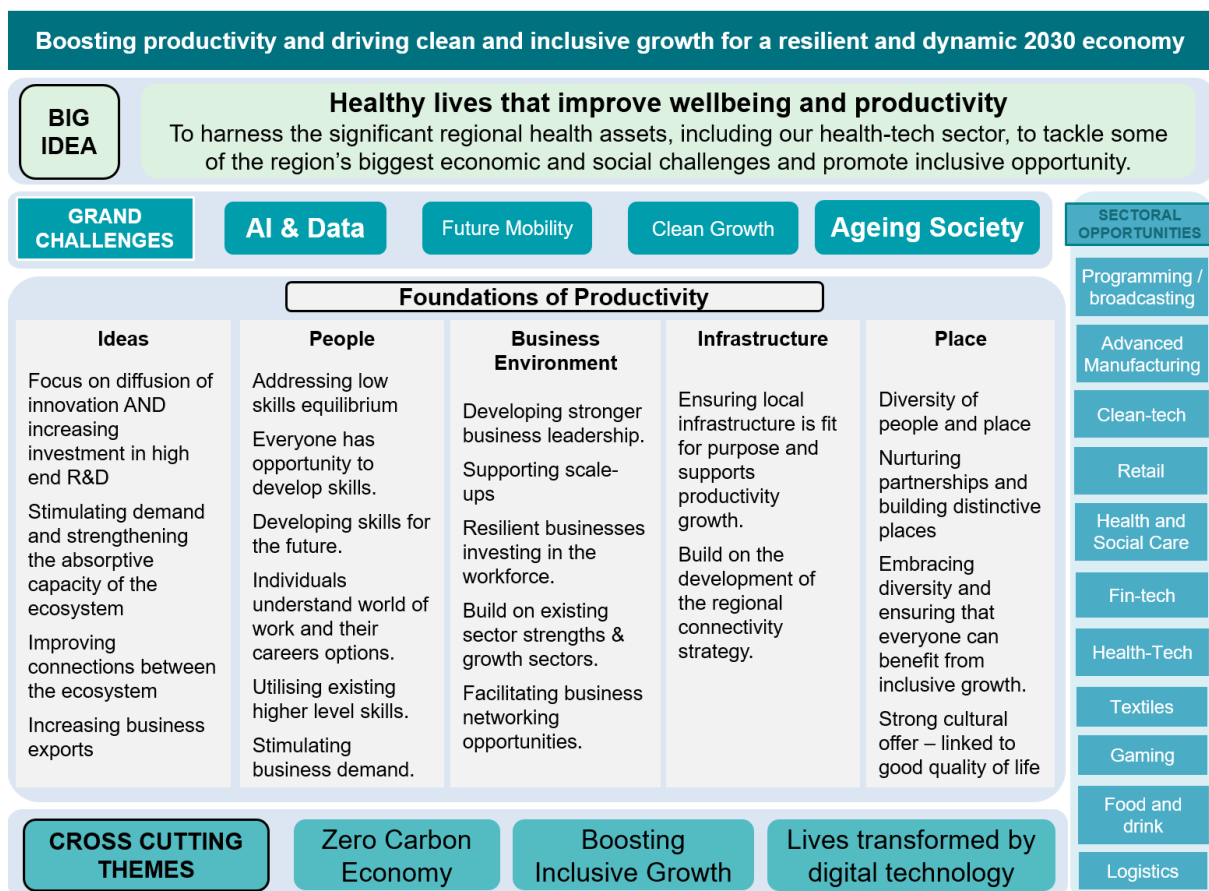 Boosting productivity and driving clean and inclusive growth for a resilient and dynamic 2030 economy
BIG
IDEA
Healthy lives that improve wellbeing and productivity
To harness the significant regional health assets, including our health-tech sector, to tackle some
of the region's biggest economic and social challenges and promote inclusive opportunity.
GRAND
CHALLENGES
AI & Data
Future Mobility
Clean Growth
Ageing Society
Foundations of Productivity
Ideas
Focus on diffusion of
innovation AND
increasing
investment in high
end R&D
Stimulating demand
and strengthening
the absorptive
capacity of the
ecosystem
Improving
connections between
the ecosystem
Increasing business
exports
People
Addressing low
skills equilibrium
Everyone has
opportunity to
develop skills.
Developing skills for
the future.
Individuals
understand world of
work and their
careers options.
Utilising existing
higher level skills.
Stimulating
business demand.
Business
Environment
Developing stronger
business leadership.
Supporting scale-
ups
Resilient businesses
investing in the
workforce.
Build on existing
sector strengths &
growth sectors.
Facilitating business
networking
opportunities.
Infrastructure
Ensuring local
infrastructure is fit
for purpose and
supports
productivity
growth.
Build on the
development of
the regional
connectivity
strategy.
Place
Diversity of
people and place
Nurturing
partnerships and
building distinctive
places
Embracing
diversity and
ensuring that
everyone can
benefit from
inclusive growth.
Strong cultural
offer – linked to
good quality of life
SECTORAL
OPPORTUNITIES
Programming /
broadcasting
Advanced
Manufacturing
Clean-tech
Retail
Health and
Social Care
Fin-tech
Health-Tech
Textiles
Gaming
Food and
drink
Logistics
CROSS CUTTING
THEMES
Zero Carbon
Economy
Boosting
Inclusive Growth
Lives transformed by
digital technology